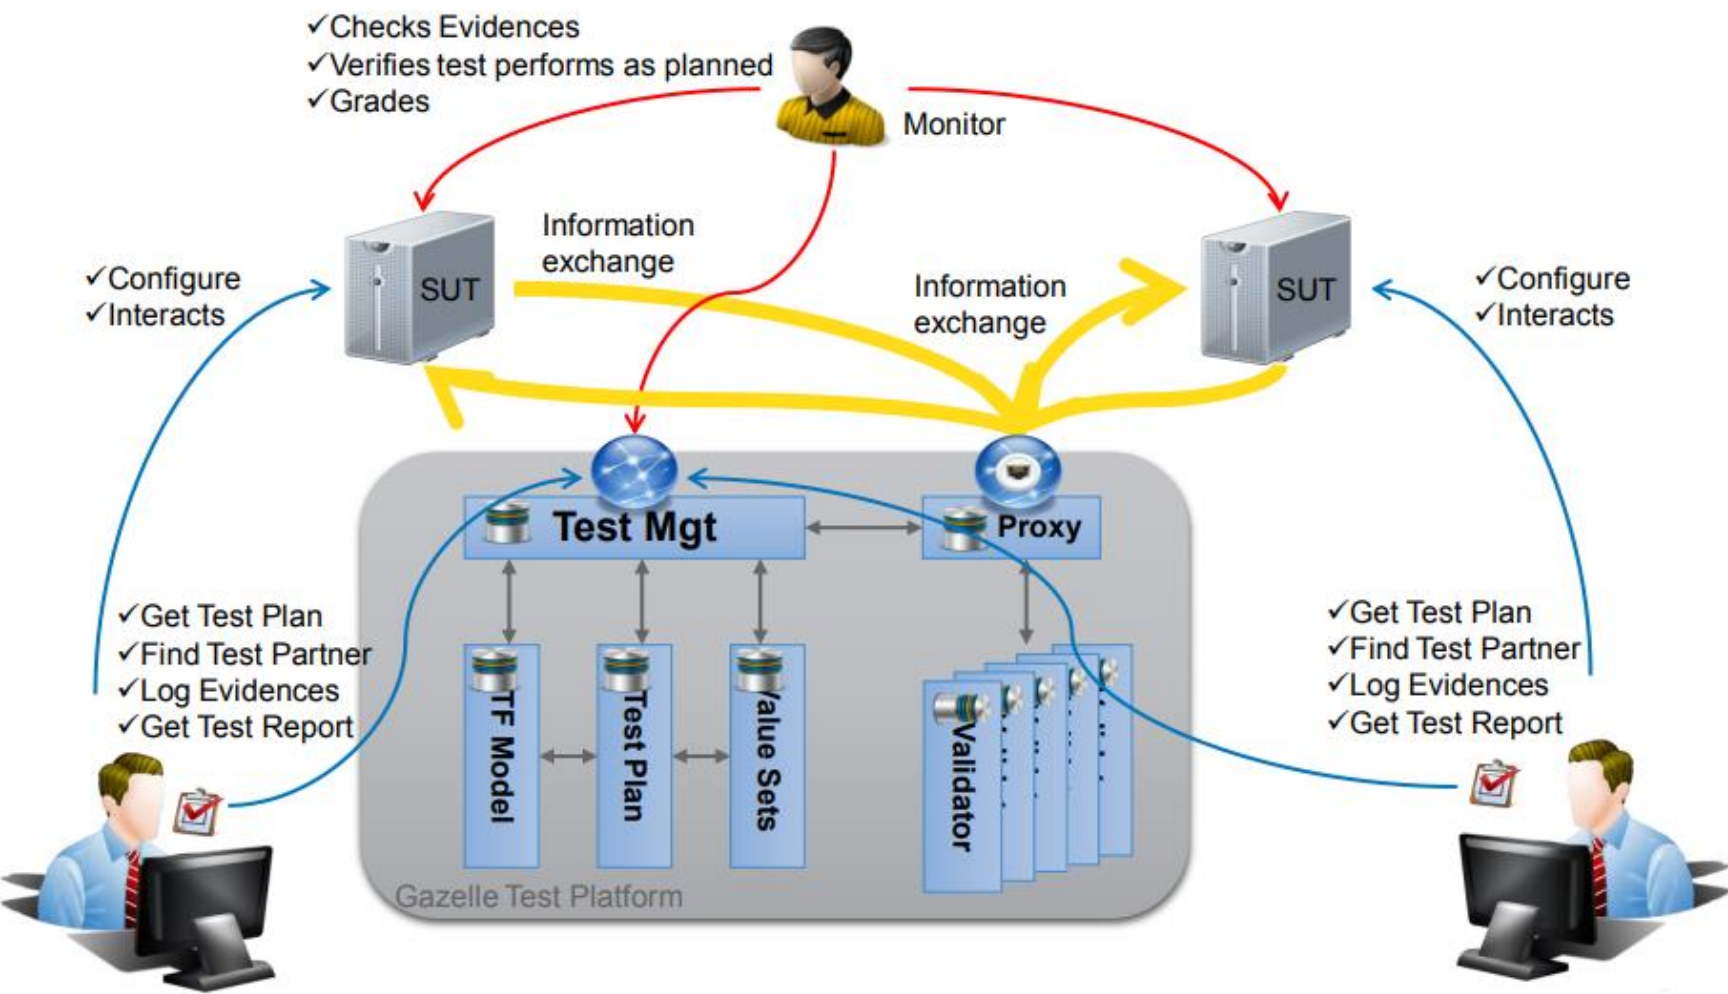 ✓Checks Evidences
✓Verifies test performs as planned
✓Grades
Monitor
Information
exchange
SUT
✓Configure
✓Interacts
Information
exchange
SUT
✓Configure
✓Interacts
Test Mgt
Proxy
✓Get Test Plan
✓Find Test Partner
✓Log Evidences
✓Get Test Report
✓Get Test Plan
✓Find Test Partner
✓Log Evidences
✓Get Test Report
TF Model
Test Plan
Value Sets
Validator
Gazelle Test Platform